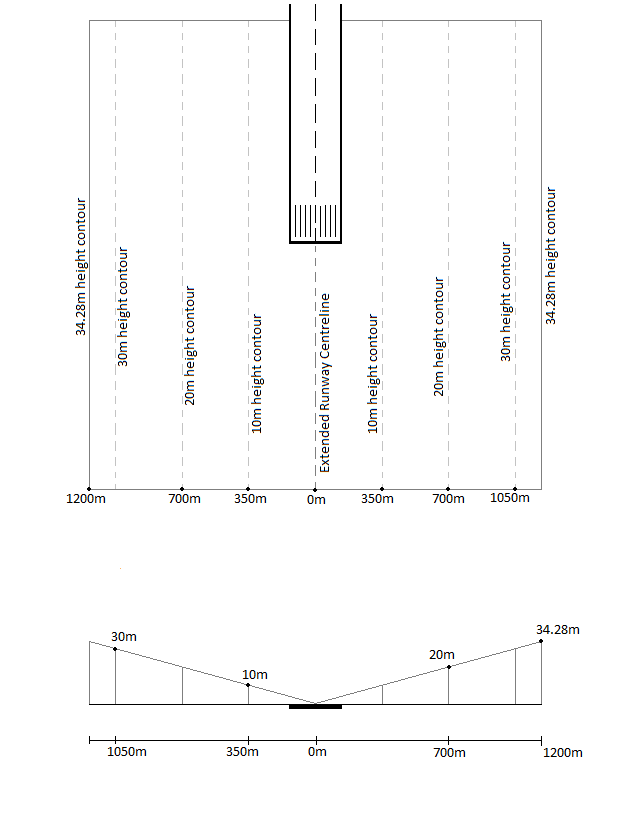 34.28m height contour
30m height contour
20m height contour
10m height contour
Extended Runway Centreline
10m height contour
20m height contour
30m height contour
34.28m height contour
1200m
700m
350m
0m
350m
700m
1050m
30m
10m
20m
34.28m
1050m
350m
0m
700m
1200m